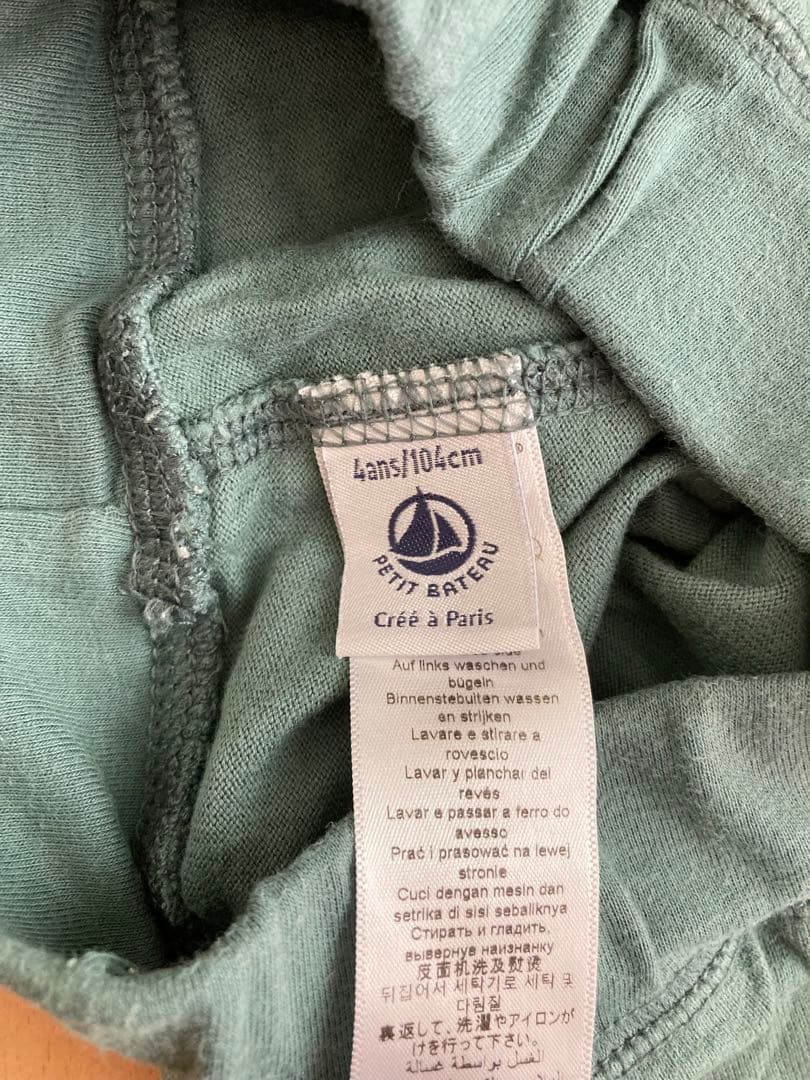 4ans/104cm
PETIT BATEAU
Créé à Paris
side
Auf links waschen und
bügeln
Binnenstebuiten wassen
en strijken
Lavare e stirare a
rovescio
Lavar y planchar del
revés
Lavar e passar a ferro do
avesso
Prać i prasować na lewej
stronie
Cuci dengan mesin dan
setrika di sisi sebaliknya
Стирать и гладить,
вывернув наизнанку
反面机洗及熨烫
뒤집어서 세탁기로 세탁 및
다림질
裏返して、洗濯やアイロンが
けを行って下さい。
الغسل بواسطة غسالة